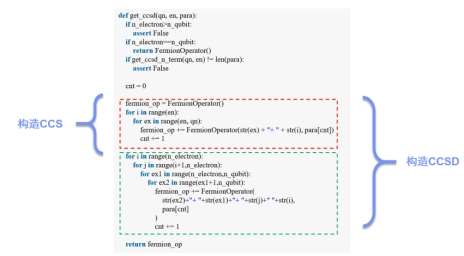 def get_ccsd(qn, en, para):
if n_electron>n_qubit:
assert False
if n_electron==n_qubit:
return FermionOperator()
if get_ccsd_n_term(qn, en) != len(para):
assert False
cnt = 0
fermion_op = FermionOperator()
for i in range(en):
for ex in range(en, qn):
fermion_op += FermionOperator(str(ex) + "+ " + str(i), para[cnt])
cnt += 1
构造CCS
for i in range(n_electron):
for j in range(i+1,n_electron):
for ex1 in range(n_electron,n_qubit):
for ex2 in range(ex1+1,n_qubit):
fermion_op += FermionOperator(
str(ex2)+"+ "+str(ex1)+"+ "+str(j)+" "+str(i),
para[cnt]
)
cnt += 1
构造CCSD
return fermion_op